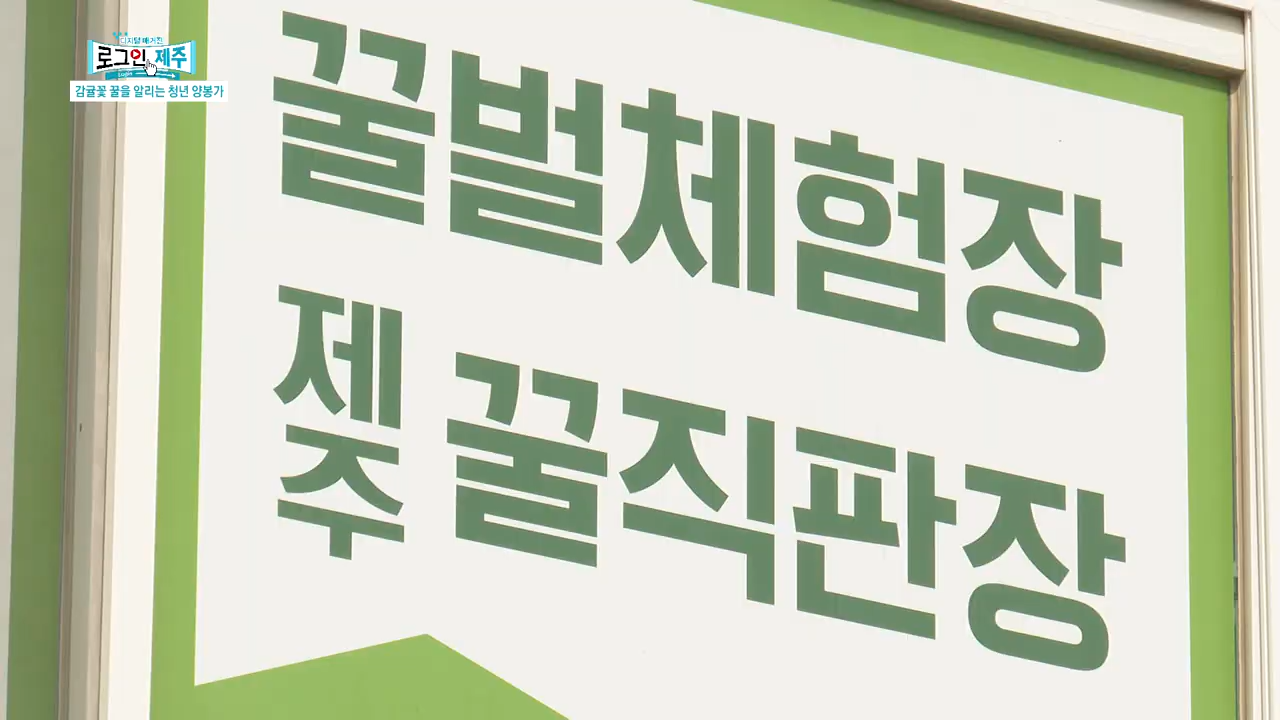 디지털 매거진
로그인 제주
Login
감귤꽃 꿀을 알리는 청년 양봉가
꿀벌체험장
제주 꿀직판장